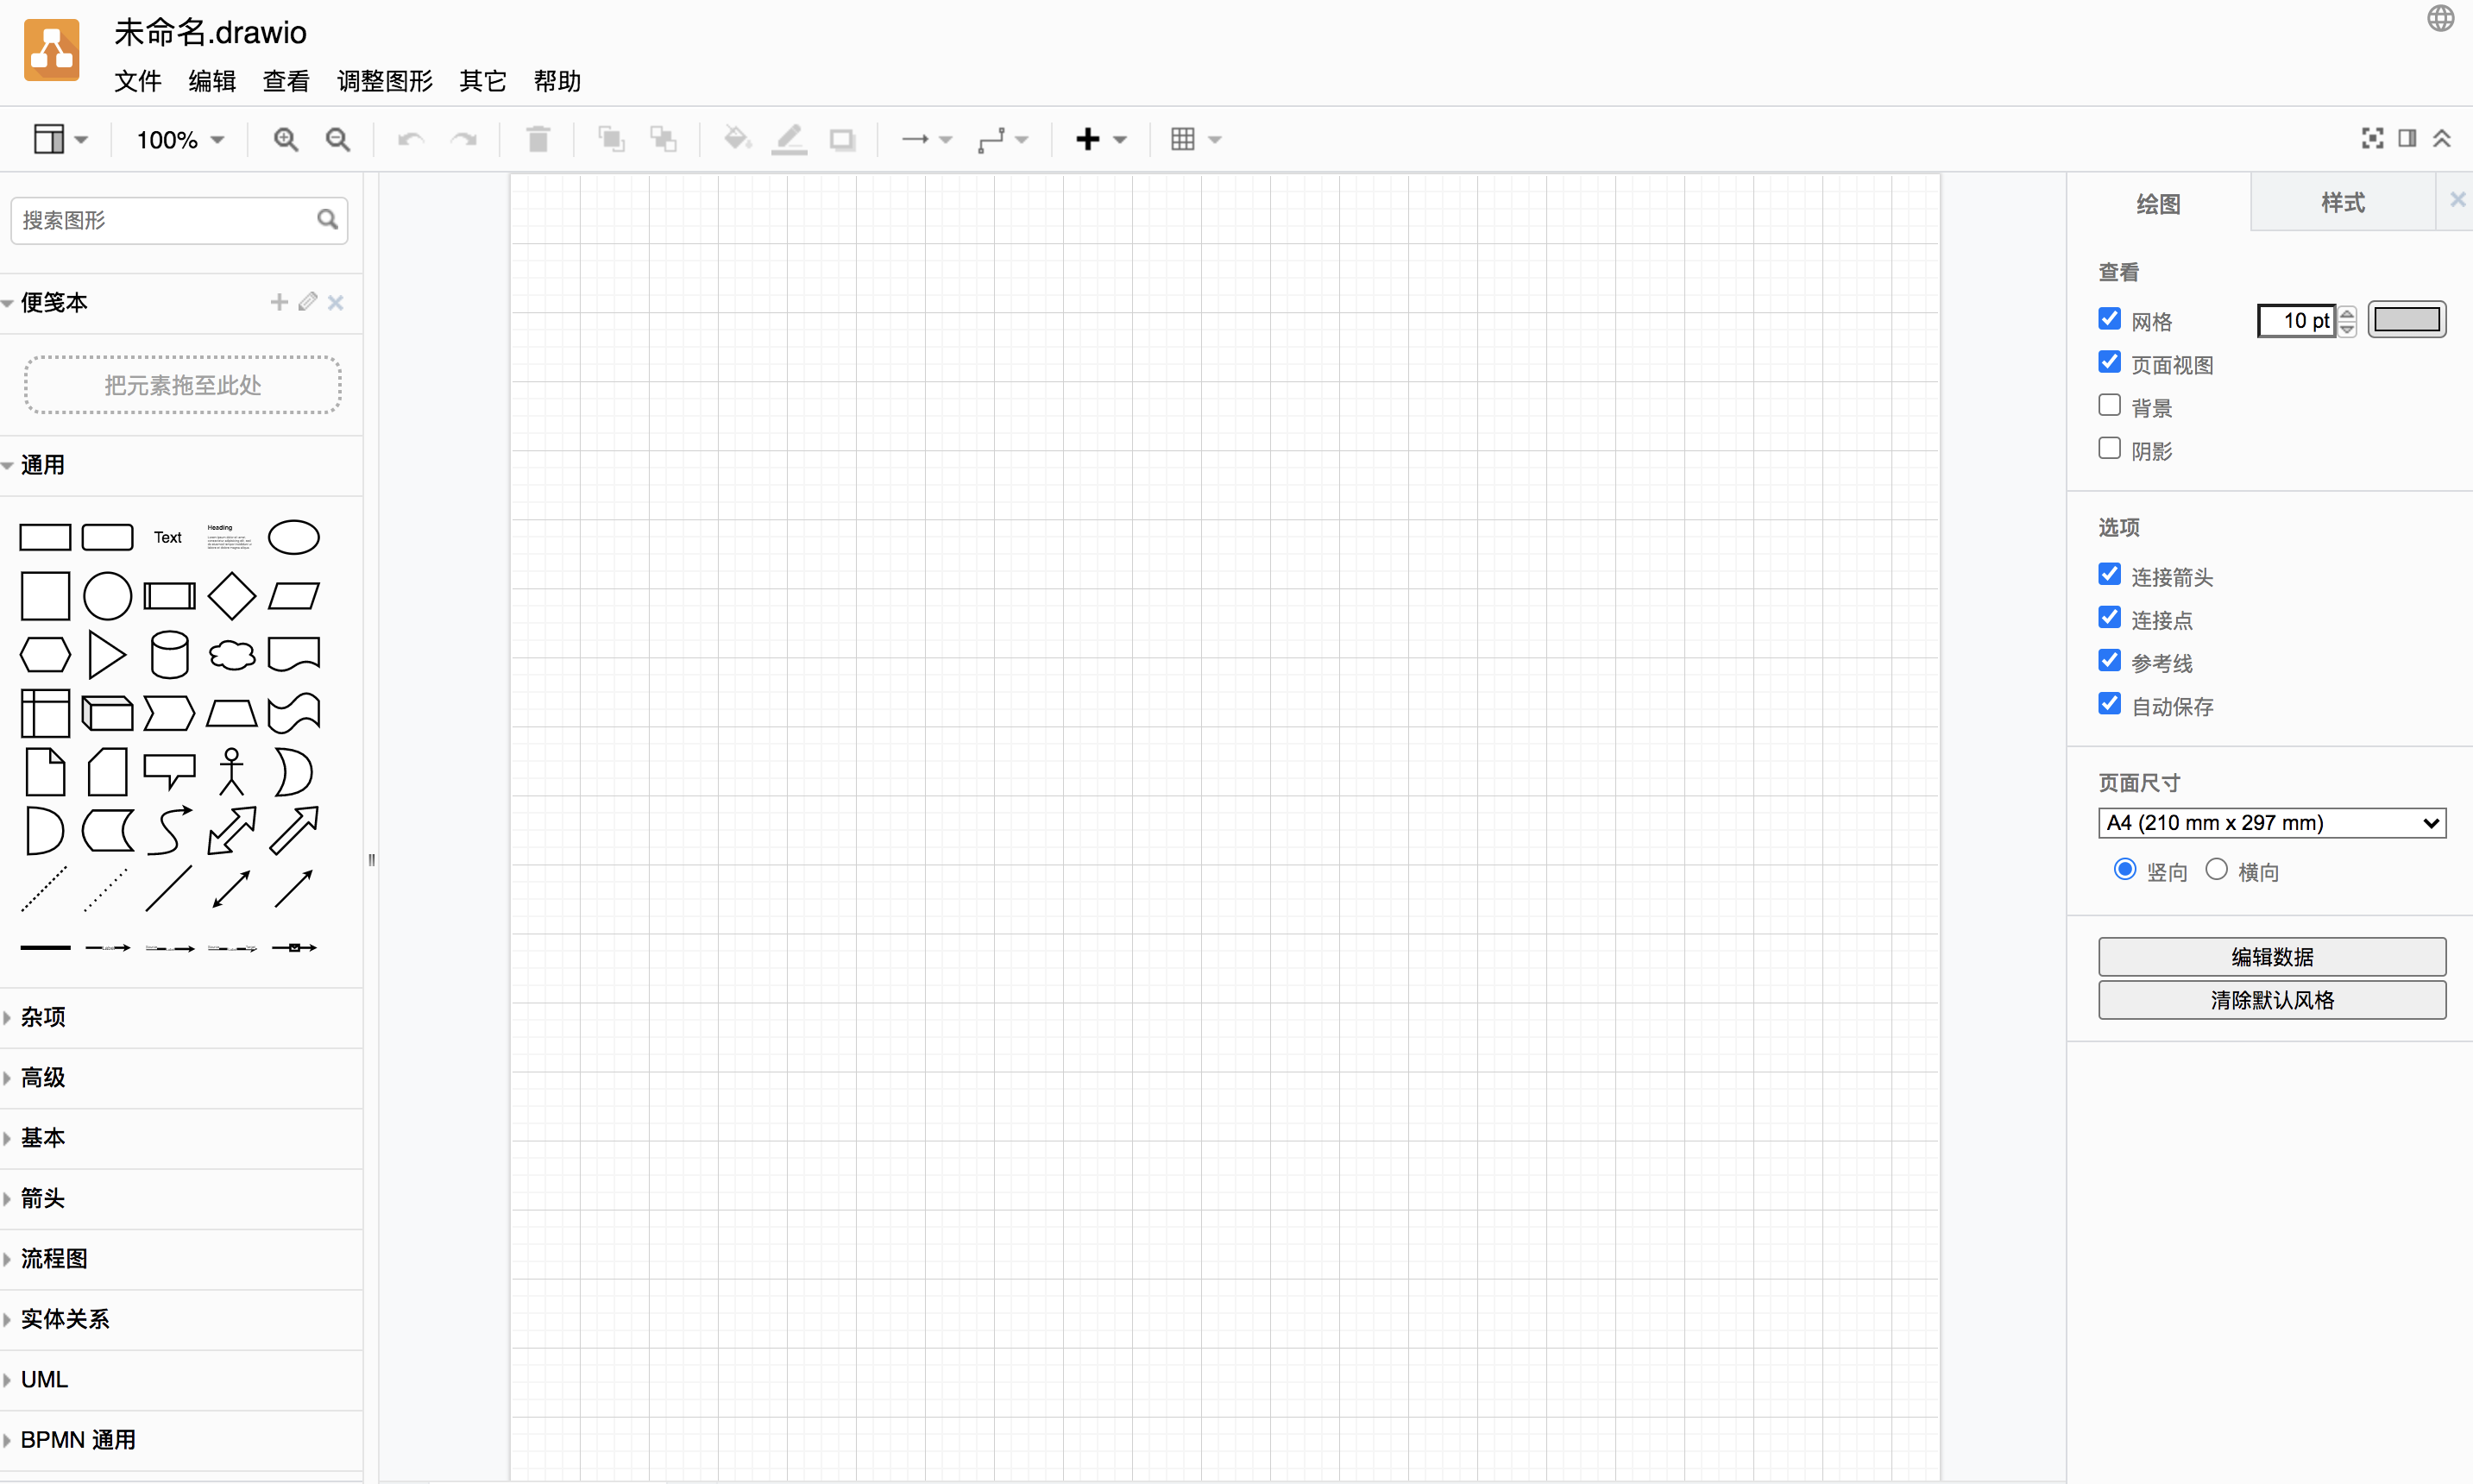 未命名.drawio
文件 编辑 查看 调整图形 其它 帮助
100%
搜索图形
便笺本
把元素拖至此处
通用
Text
Heading
杂项
高级
基本
箭头
流程图
实体关系
UML
BPMN 通用
绘图 样式
查看
网格 10 pt
页面视图
背景
阴影
选项
连接箭头
连接点
参考线
自动保存
页面尺寸
A4 (210 mm x 297 mm)
竖向 横向
编辑数据
清除默认风格